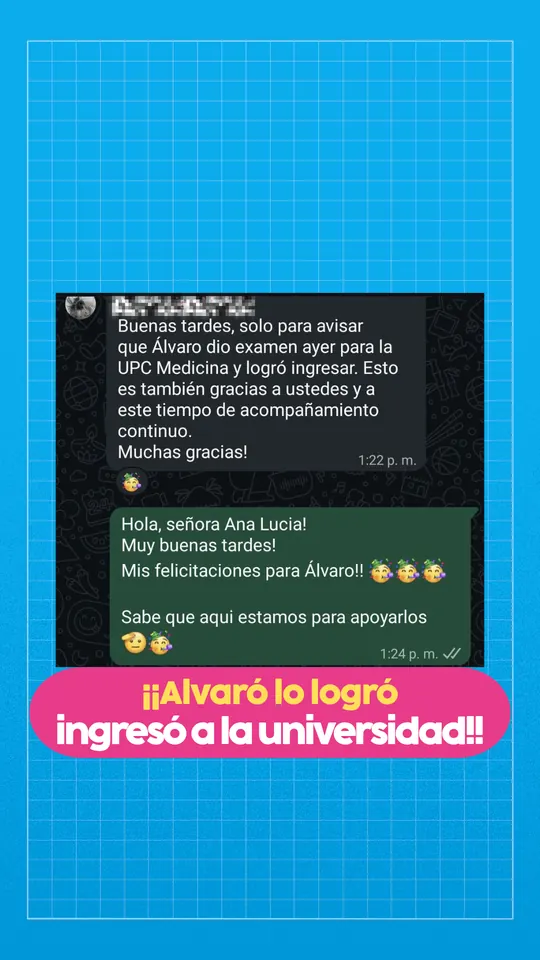 Buenas tardes, solo para avisar
que Álvaro dio examen ayer para la
UPC Medicina y logró ingresar. Esto
es también gracias a ustedes y a
este tiempo de acompañamiento
continuo.
Muchas gracias!
1:22 p. m.
Hola, señora Ana Lucia!
Muy buenas tardes!
Mis felicitaciones para Álvaro!! 🥳🥳🥳
Sabe que aqui estamos para apoyarlos
🫡🥳
1:24 p. m.
¡¡Alvaró lo logró
ingresó a la universidad!!